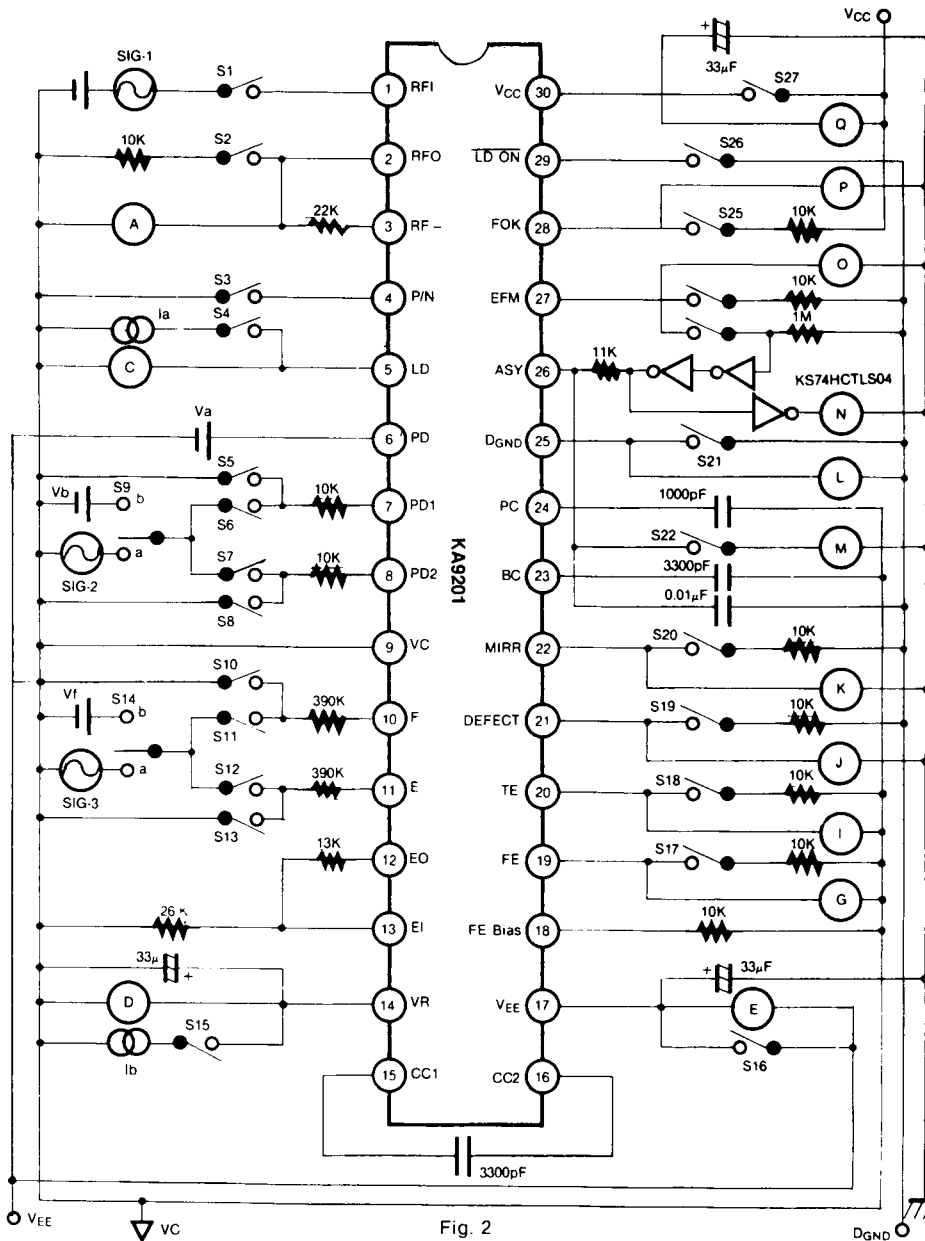 VCC
+
33μF
SIG-1
S1
1 RFI
VCC 30
S27
Q
10K
S2
2 RFO
LD ON 29
S26
P
A
22K
3 RF–
FOK 28
S25
10K
O
S3
4 P/N
EFM 27
10K
Ia
S4
1M
C
5 LD
ASY 26
11K
KS74HCTLS04
N
Va
6 PD
DGND 25
S21
L
S5
Vb
S9
b
10K
7 PD1
PC 24
1000pF
S6
a
SIG-2
S7
10K
8 PD2
KA9201
S22
M
BC 23
3300pF
S8
0.01μF
9 VC
MIRR 22
S20
10K
K
S10
Vf
S14
b
390K
10 F
DEFECT 21
S19
10K
S11
a
SIG-3
S12
390K
11 E
J
TE 20
S18
10K
S13
I
13K
12 EO
FE 19
S17
10K
G
26K
13 EI
FE Bias 18
10K
33μ
+
+
33μF
D
14 VR
VEE 17
E
S15
Ib
S16
15 CC1
CC2 16
3300pF
VEE
VC
Fig. 2
DGND